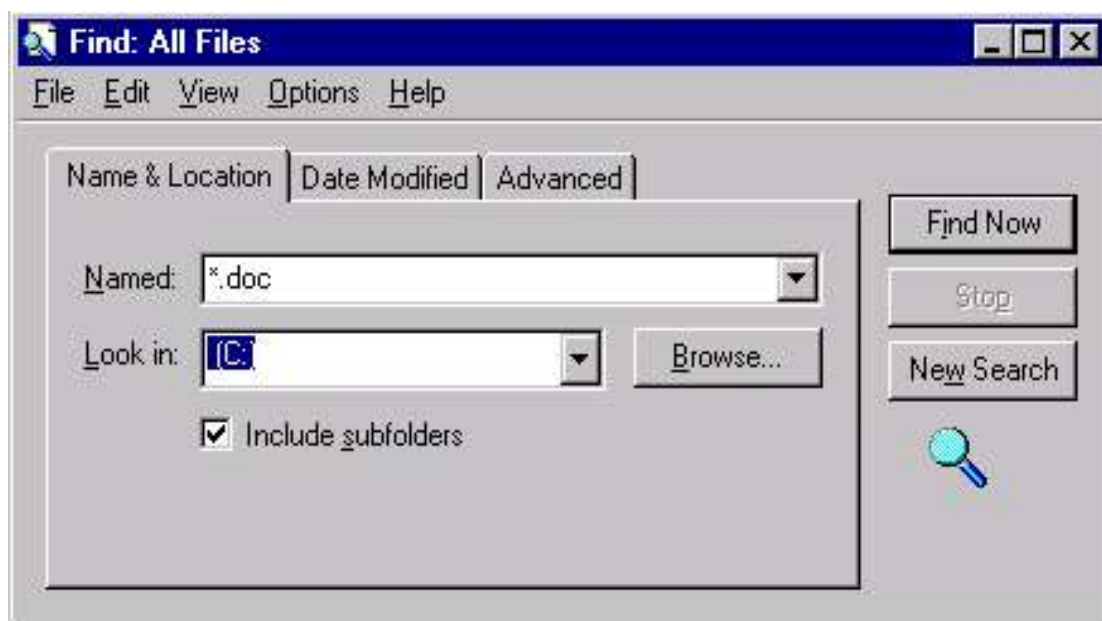 Find: All Files
File Edit View Options Help
Name & Location Date Modified Advanced
Find Now
Named: *.doc
Stop
Look in: (C:)
Browse...
New Search
Include subfolders